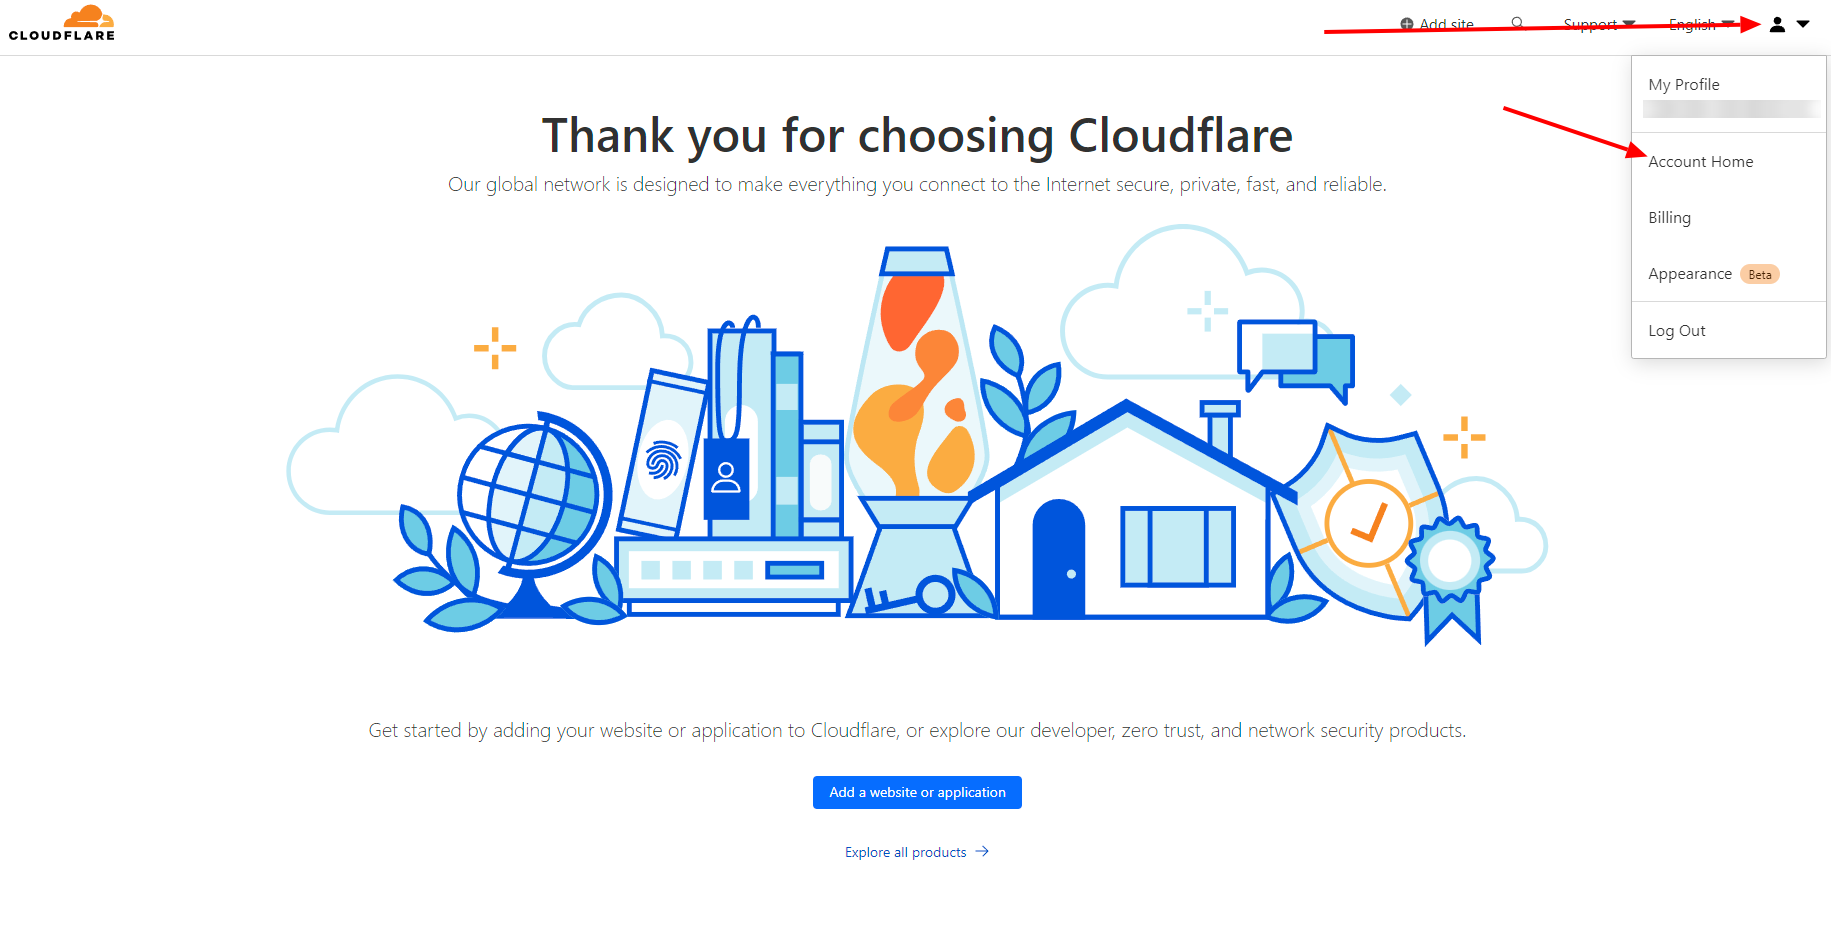 CLOUDFLARE
Add site
Support
English
My Profile
Account Home
Billing
Appearance Beta
Log Out
Thank you for choosing Cloudflare
Our global network is designed to make everything you connect to the Internet secure, private, fast, and reliable.
Get started by adding your website or application to Cloudflare, or explore our developer, zero trust, and network security products.
Add a website or application
Explore all products